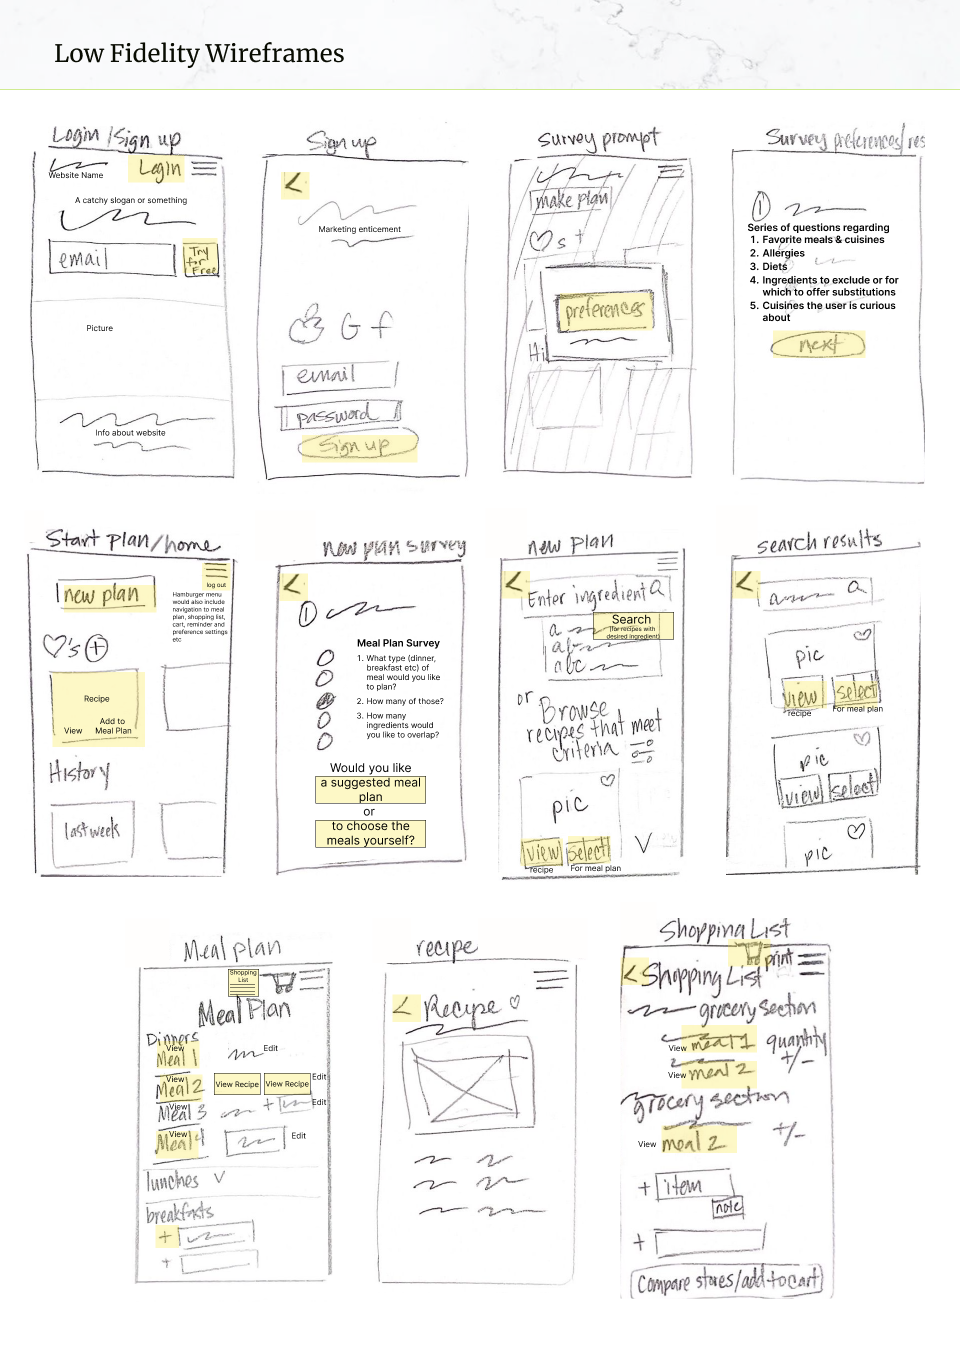 Low Fidelity Wireframes
Login/Sign up
Website Name
Login
A catchy slogan or something
email
Try
for
Free
Picture
Info about website
Sign up
Marketing enticement
G f
email
password
Sign up
survey prompt
make plan
s +
preferences
Hi
Survey preferences/res
1
Series of questions regarding
1. Favorite meals & cuisines
2. Allergies
3. Diets
4. Ingredients to exclude or for
which to offer substitutions
5. Cuisines the user is curious
about
next
Start plan/home
new plan
log out
Hamburger menu
would also include
navigation to meal
plan, shopping list,
cart, reminder and
preference settings
etc
's +
Recipe
View
Add to
Meal Plan
History
last week
new plan survey
<
1
Meal Plan Survey
1. What type (dinner,
breakfast etc) of
meal would you like
to plan?
2. How many of those?
3. How many
ingredients would
you like to overlap?
Would you like
a suggested meal
plan
or
to choose the
meals yourself?
new plan
<
Enter ingredient
a
Search
(for recipes with
desired ingredient)
ab
abc
or Browse
recipes that meet
criteria
pic
view select
recipe For meal plan
V
search results
<
a
pic
view select
recipe For meal plan
pic
view select
pic
Meal plan
Shopping
List
Meal Plan
Dinners
View
Meal 1
Edit
View
Meal 2
View Recipe View Recipe
Edit
View
Meal 3
+
Edit
View
Meal 4
Edit
lunches V
breakfasts
+
+
recipe
< Recipe
Shopping List
print
< Shopping List
grocery section
View meal 1
quantity
+/-
View meal 2
grocery section
View meal 2
+/-
+ item
note
+
Compare stores/add to cart